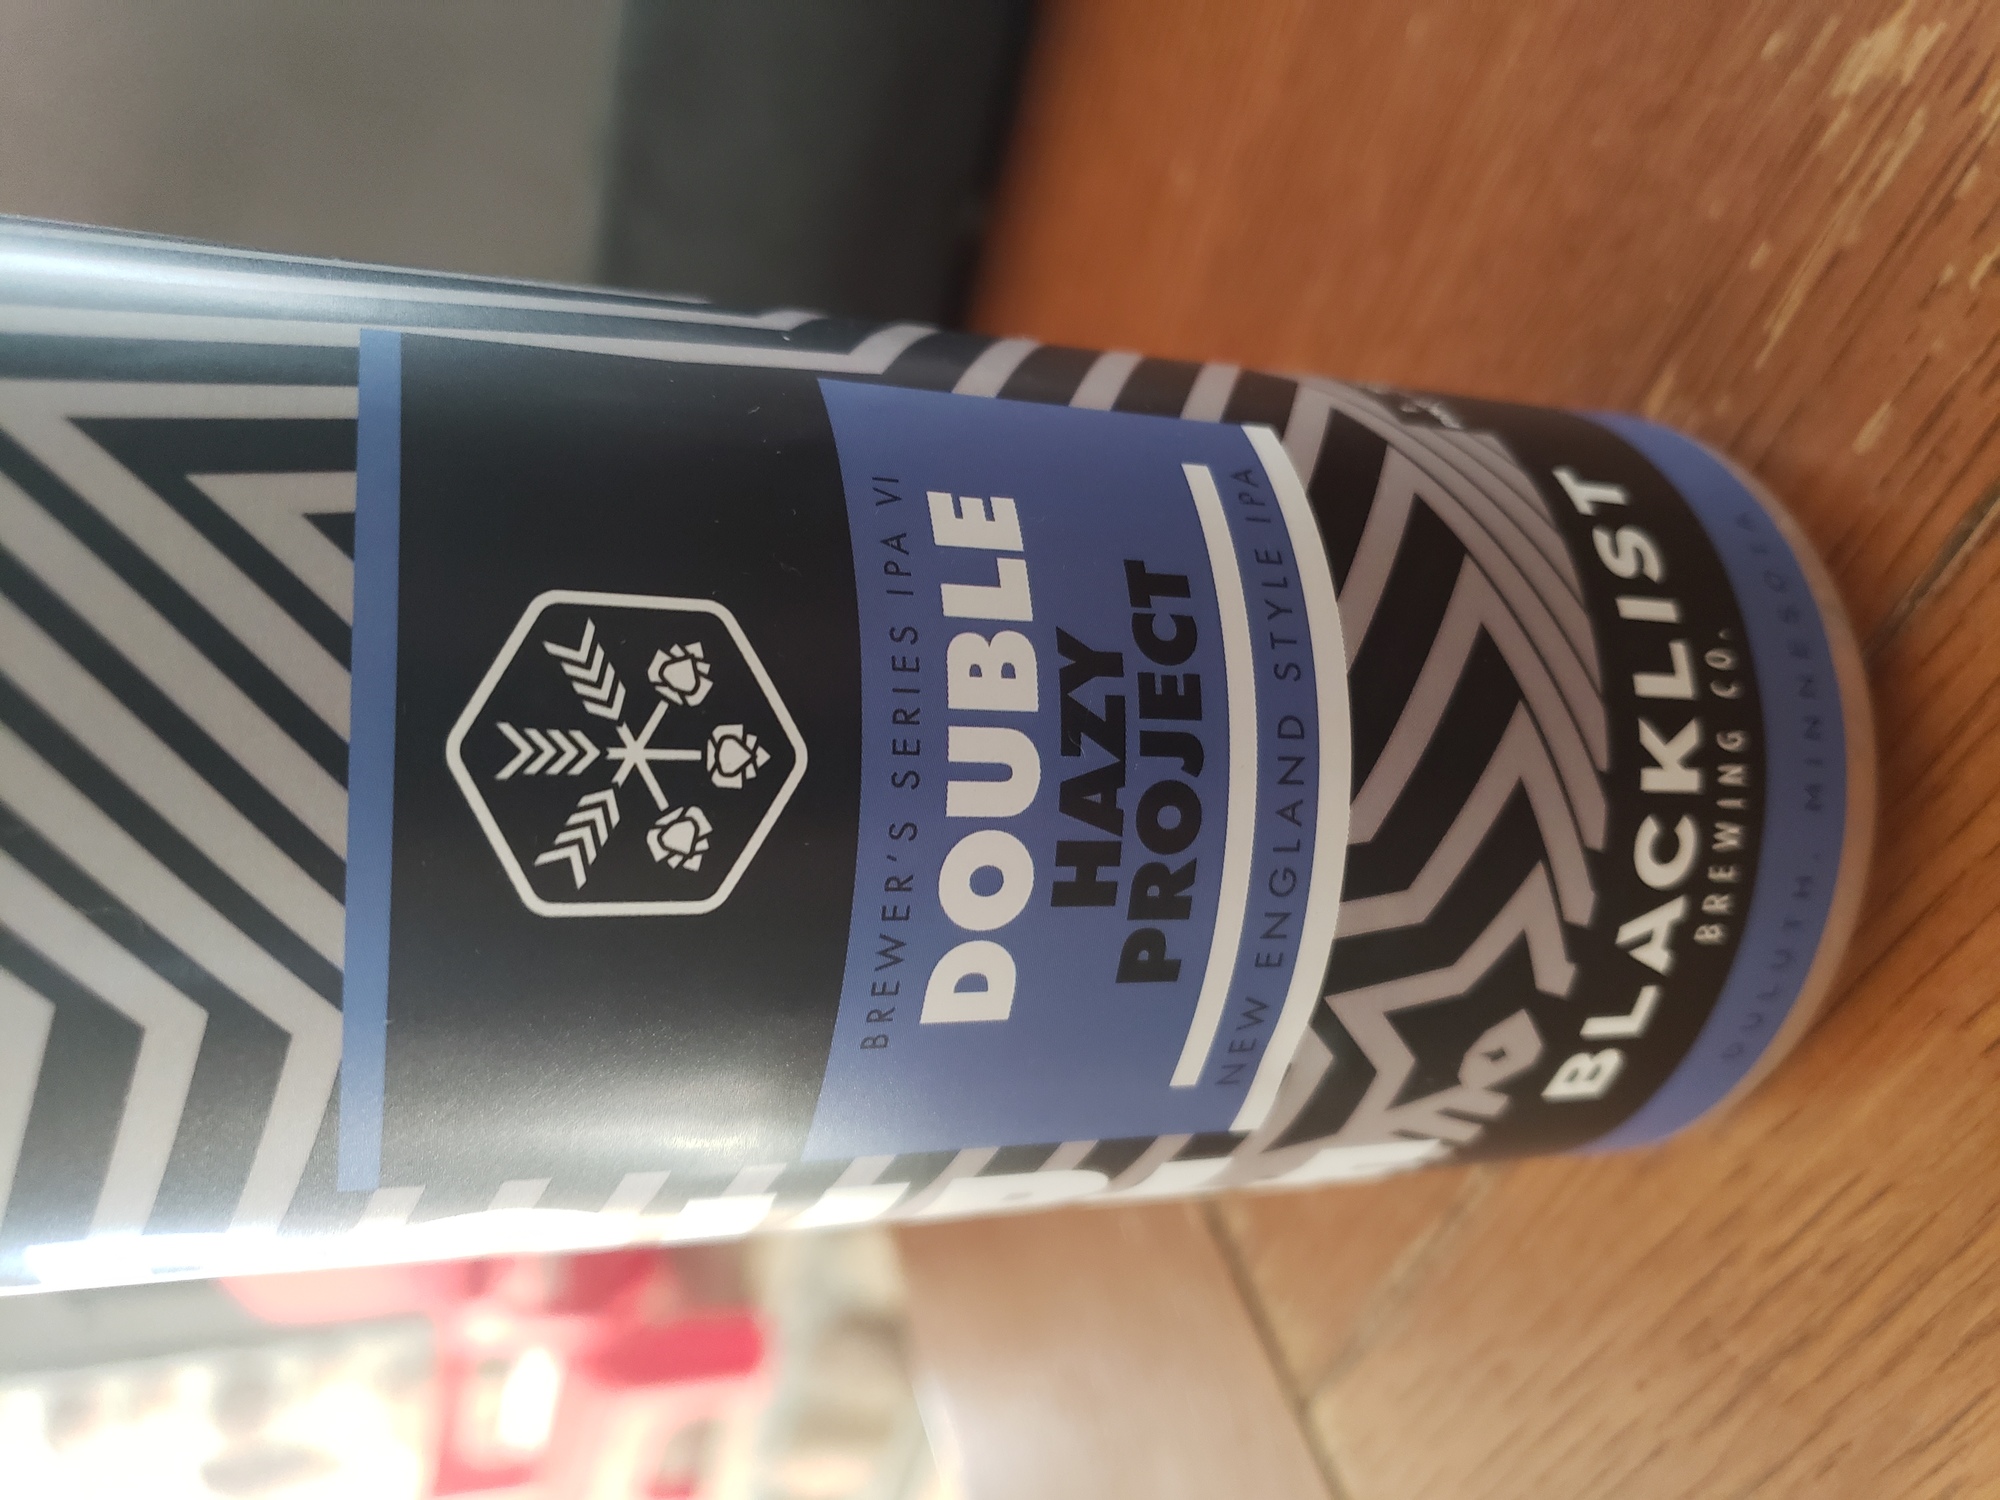 BREWER'S SERIES IPA VI
DOUBLE
HAZY
PROJECT
NEW ENGLAND STYLE IPA
BLACKLIST
BREWING CO.
DULUTH, MINNESOTA